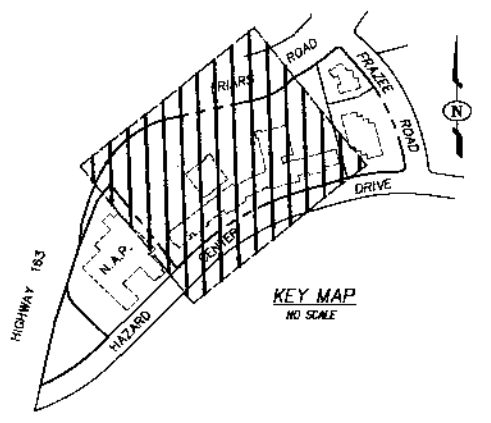 FRIARS
ROAD
FRAZEE
ROAD
N
DRIVE
CENTER
N.A.P.
HAZARD
HIGHWAY 163
KEY MAP
NO SCALE